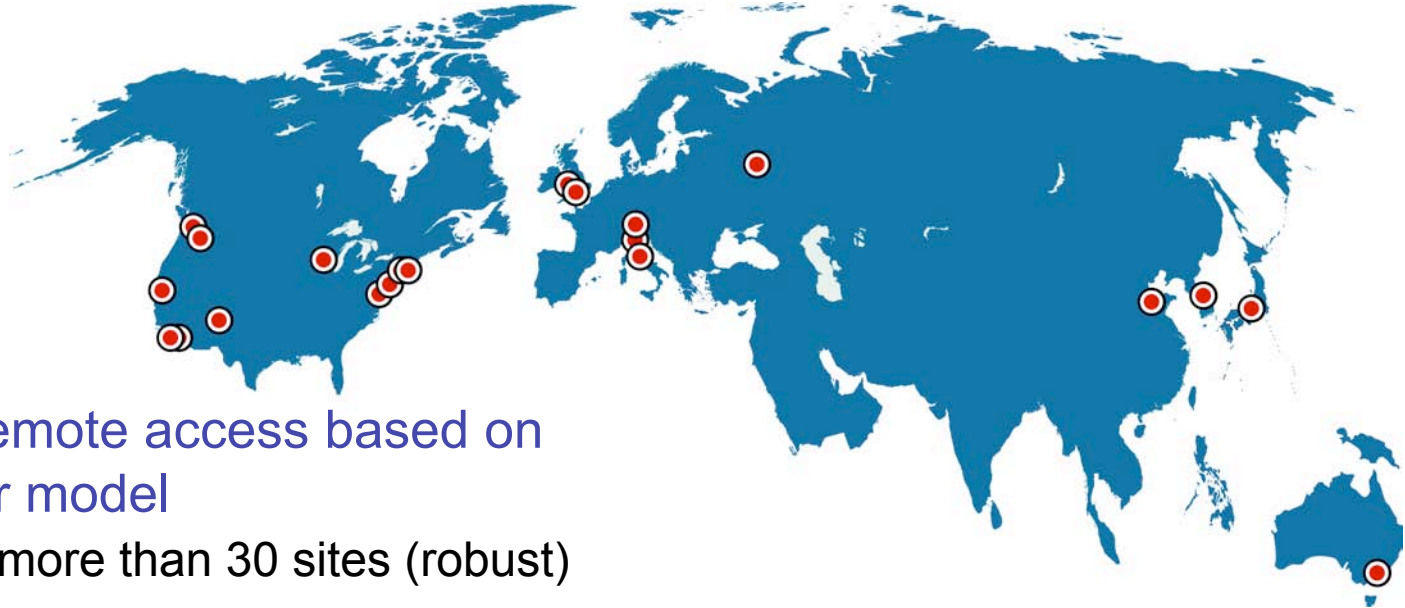 emote access based on
r model
more than 30 sites (robust)